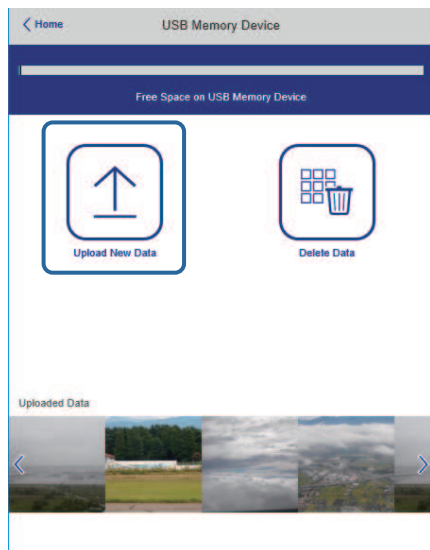 Home
USB Memory Device
Free Space on USB Memory Device
Upload New Data
Delete Data
Uploaded Data